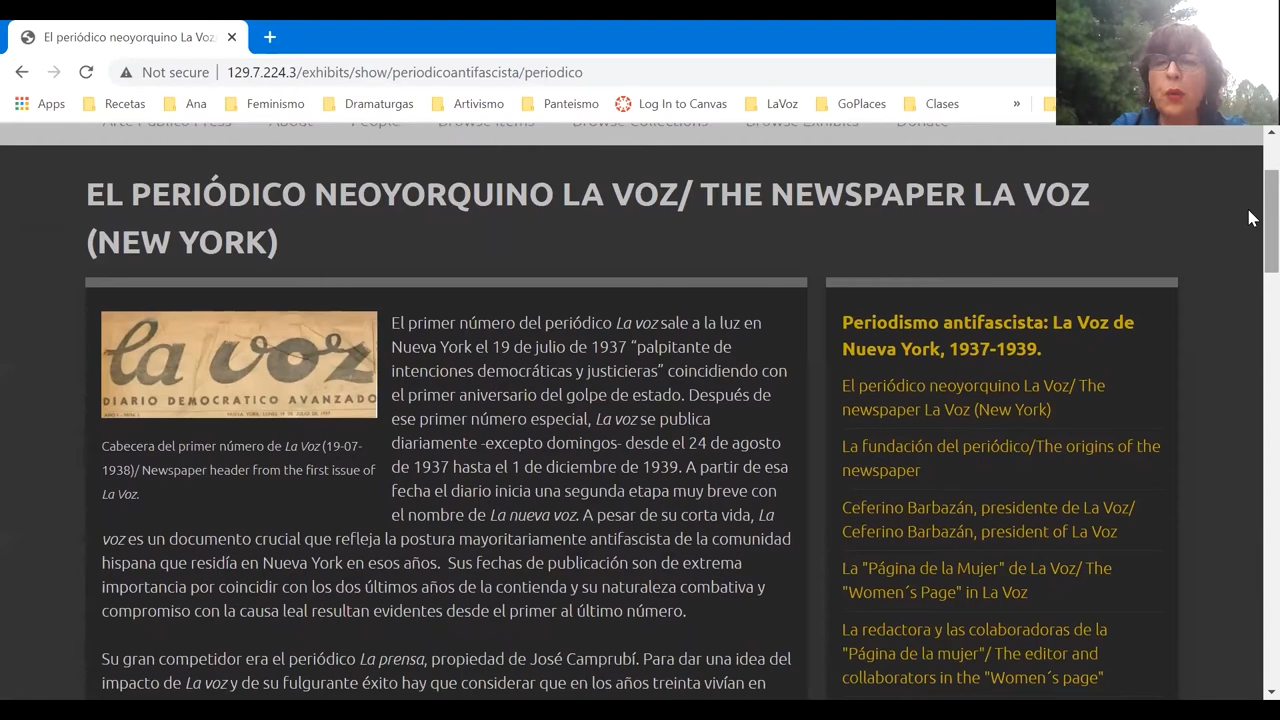 El periódico neoyorquino La Voz
Not secure 129.7.224.3/exhibits/show/periodicoantifascista/periodico
Apps Recetas Ana Feminismo Dramaturgas Artivismo Panteismo Log In to Canvas LaVoz GoPlaces Clases »
Arte Público Press About People Browse Items Browse Collections Browse Exhibits Donate
EL PERIÓDICO NEOYORQUINO LA VOZ/ THE NEWSPAPER LA VOZ
(NEW YORK)
la voz
DIARIO DEMOCRATICO AVANZADO
Cabecera del primer número de La Voz (19-07-
1938)/ Newspaper header from the first issue of
La Voz.
El primer número del periódico La voz sale a la luz en
Nueva York el 19 de julio de 1937 “palpitante de
intenciones democráticas y justicieras” coincidiendo con
el primer aniversario del golpe de estado. Después de
ese primer número especial, La voz se publica
diariamente -excepto domingos- desde el 24 de agosto
de 1937 hasta el 1 de diciembre de 1939. A partir de esa
fecha el diario inicia una segunda etapa muy breve con
el nombre de La nueva voz. A pesar de su corta vida, La
voz es un documento crucial que refleja la postura mayoritariamente antifascista de la comunidad
hispana que residía en Nueva York en esos años. Sus fechas de publicación son de extrema
importancia por coincidir con los dos últimos años de la contienda y su naturaleza combativa y
compromiso con la causa leal resultan evidentes desde el primer al último número.
Su gran competidor era el periódico La prensa, propiedad de José Camprubí. Para dar una idea del
impacto de La voz y de su fulgurante éxito hay que considerar que en los años treinta vivían en
Periodismo antifascista: La Voz de
Nueva York, 1937-1939.
El periódico neoyorquino La Voz/ The
newspaper La Voz (New York)
La fundación del periódico/The origins of the
newspaper
Ceferino Barbazán, presidente de La Voz/
Ceferino Barbazán, president of La Voz
La "Página de la Mujer" de La Voz/ The
"Women´s Page" in La Voz
La redactora y las colaboradoras de la
"Página de la mujer"/ The editor and
collaborators in the "Women´s page"